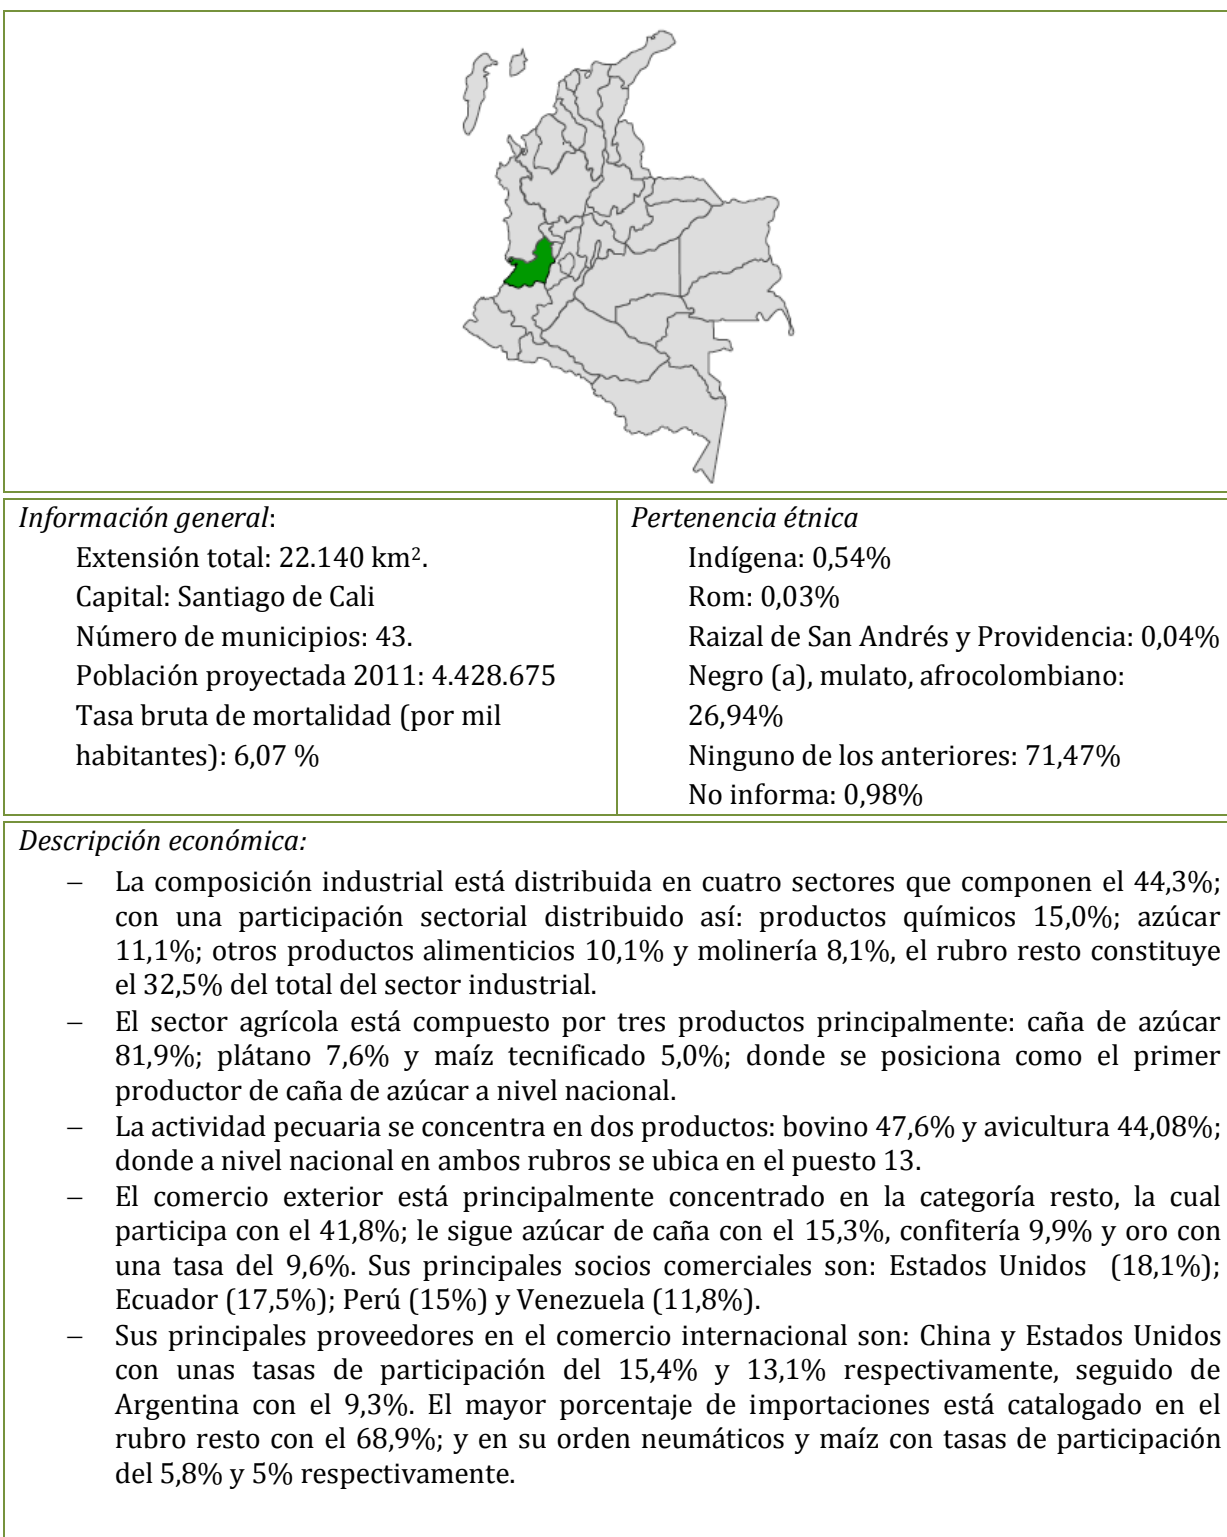 Información general:
Extensión total: 22.140 km².
Capital: Santiago de Cali
Número de municipios: 43.
Población proyectada 2011: 4.428.675
Tasa bruta de mortalidad (por mil
habitantes): 6,07 %
Pertenencia étnica
Indígena: 0,54%
Rom: 0,03%
Raizal de San Andrés y Providencia: 0,04%
Negro (a), mulato, afrocolombiano:
26,94%
Ninguno de los anteriores: 71,47%
No informa: 0,98%
Descripción económica:
– La composición industrial está distribuida en cuatro sectores que componen el 44,3%;
con una participación sectorial distribuido así: productos químicos 15,0%; azúcar
11,1%; otros productos alimenticios 10,1% y molinería 8,1%, el rubro resto constituye
el 32,5% del total del sector industrial.
– El sector agrícola está compuesto por tres productos principalmente: caña de azúcar
81,9%; plátano 7,6% y maíz tecnificado 5,0%; donde se posiciona como el primer
productor de caña de azúcar a nivel nacional.
– La actividad pecuaria se concentra en dos productos: bovino 47,6% y avicultura 44,08%;
donde a nivel nacional en ambos rubros se ubica en el puesto 13.
– El comercio exterior está principalmente concentrado en la categoría resto, la cual
participa con el 41,8%; le sigue azúcar de caña con el 15,3%, confitería 9,9% y oro con
una tasa del 9,6%. Sus principales socios comerciales son: Estados Unidos (18,1%);
Ecuador (17,5%); Perú (15%) y Venezuela (11,8%).
– Sus principales proveedores en el comercio internacional son: China y Estados Unidos
con unas tasas de participación del 15,4% y 13,1% respectivamente, seguido de
Argentina con el 9,3%. El mayor porcentaje de importaciones está catalogado en el
rubro resto con el 68,9%; y en su orden neumáticos y maíz con tasas de participación
del 5,8% y 5% respectivamente.